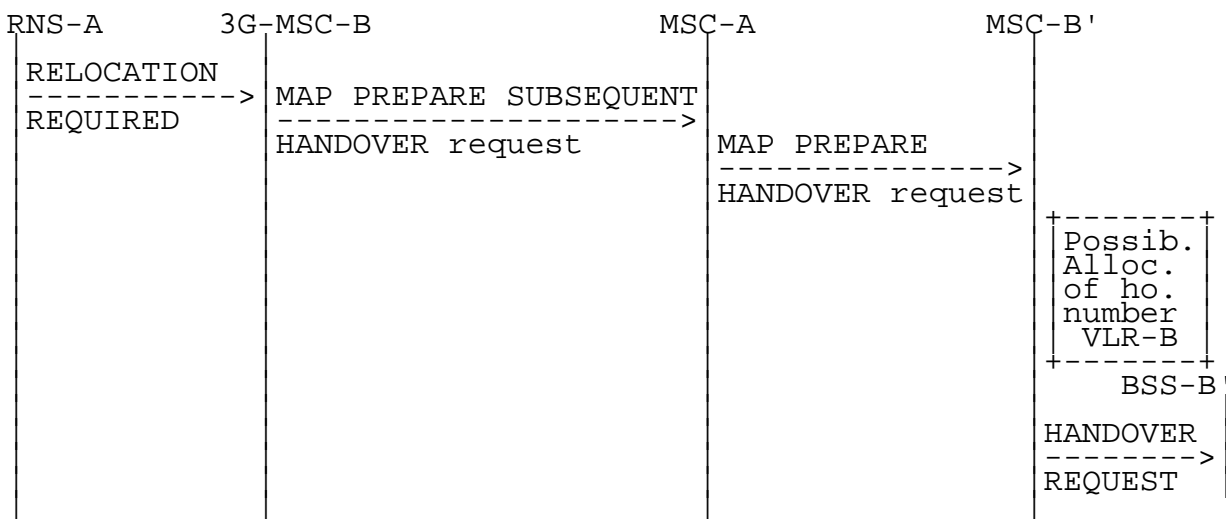 RNS-A 3G-MSC-B MSC-A MSC-B'
RELOCATION
REQUIRED
MAP PREPARE SUBSEQUENT
HANDOVER request
MAP PREPARE
HANDOVER request
Possib.
Alloc.
of ho.
number
VLR-B
BSS-B'
HANDOVER
REQUEST